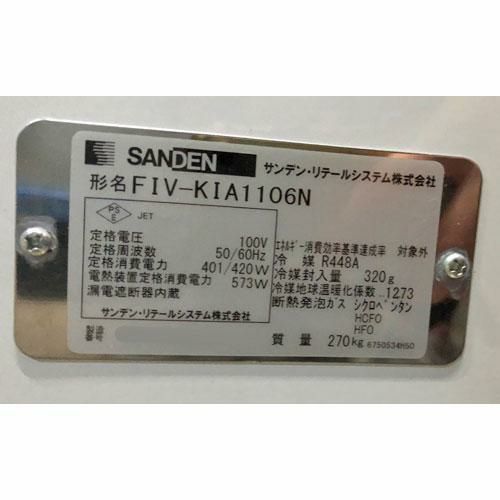 SANDEN サンデン・リテールシステム株式会社
形名 FIV-KIA1106N
PS E JET
定格電圧 100V
定格周波数 50/60Hz
定格消費電力 401/420W
電熱装置定格消費電力 573W
漏電遮断器内蔵
サンデン・リテールシステム株式会社
エネルギー消費効率基準達成率 対象外
冷媒 R448A
冷媒封入量 320g
冷媒地球温暖化係数...1273
断熱発泡ガス シクロペンタン
HCFO
HFO
製造番号
質量 270kg 6750534H50